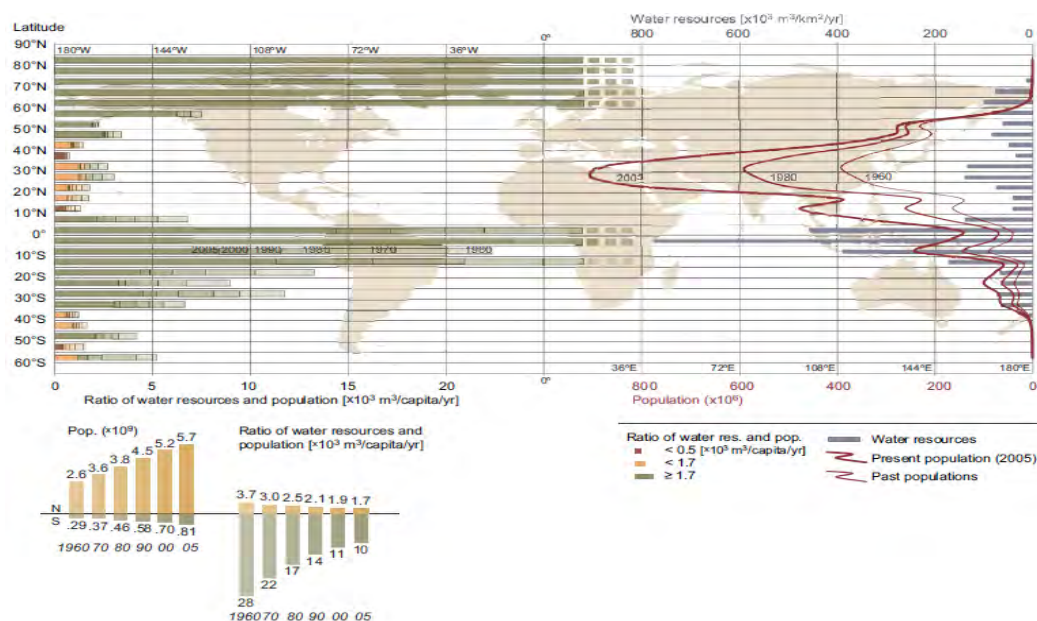 Water resources [x10³ m³/km²/yr]
Latitude
0° 800 600 400 200 0
90°N 180°W 144°W 108°W 72°W 36°W
80°N
70°N
60°N
50°N
40°N
30°N 2003 1980 1960
20°N
10°N
0°
2005/2000 1990 1980 1970 1960
10°S
20°S
30°S
40°S
50°S
60°S 36°E 72°E 108°E 144°E 180°E
0 5 10 15 20 0° 800 600 400 200 0
Ratio of water resources and population [x10³ m³/capita/yr] Population (x10⁶)
Pop. (x10⁹)
2.6 3.6 3.8 4.5 5.2 5.7
N
S
.29 .37 .46 .58 .70 .81
1960 70 80 90 00 05
Ratio of water resources and
population [x10³ m³/capita/yr]
3.7 3.0 2.5 2.1 1.9 1.7
28 22 17 14 11 10
1960 70 80 90 00 05
Ratio of water res. and pop.
< 0.5 [x10³ m³/capita/yr]
< 1.7
≥ 1.7
Water resources
Present population (2005)
Past populations